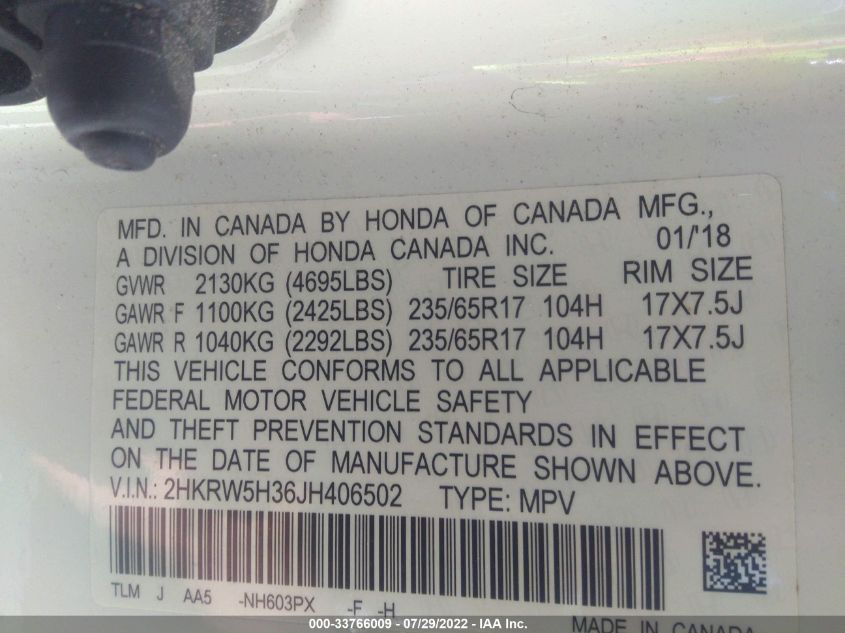 MFD. IN CANADA BY HONDA OF CANADA MFG.,
A DIVISION OF HONDA CANADA INC. 01/'18
GVWR 2130KG (4695LBS) TIRE SIZE RIM SIZE
GAWR F 1100KG (2425LBS) 235/65R17 104H 17X7.5J
GAWR R 1040KG (2292LBS) 235/65R17 104H 17X7.5J
THIS VEHICLE CONFORMS TO ALL APPLICABLE
FEDERAL MOTOR VEHICLE SAFETY
AND THEFT PREVENTION STANDARDS IN EFFECT
ON THE DATE OF MANUFACTURE SHOWN ABOVE.
V.I.N.: 2HKRW5H36JH406502 TYPE: MPV
TLM J AA5 -NH603PX -F -H
MADE IN CANADA
000-33766009 - 07/29/2022 - IAA Inc.